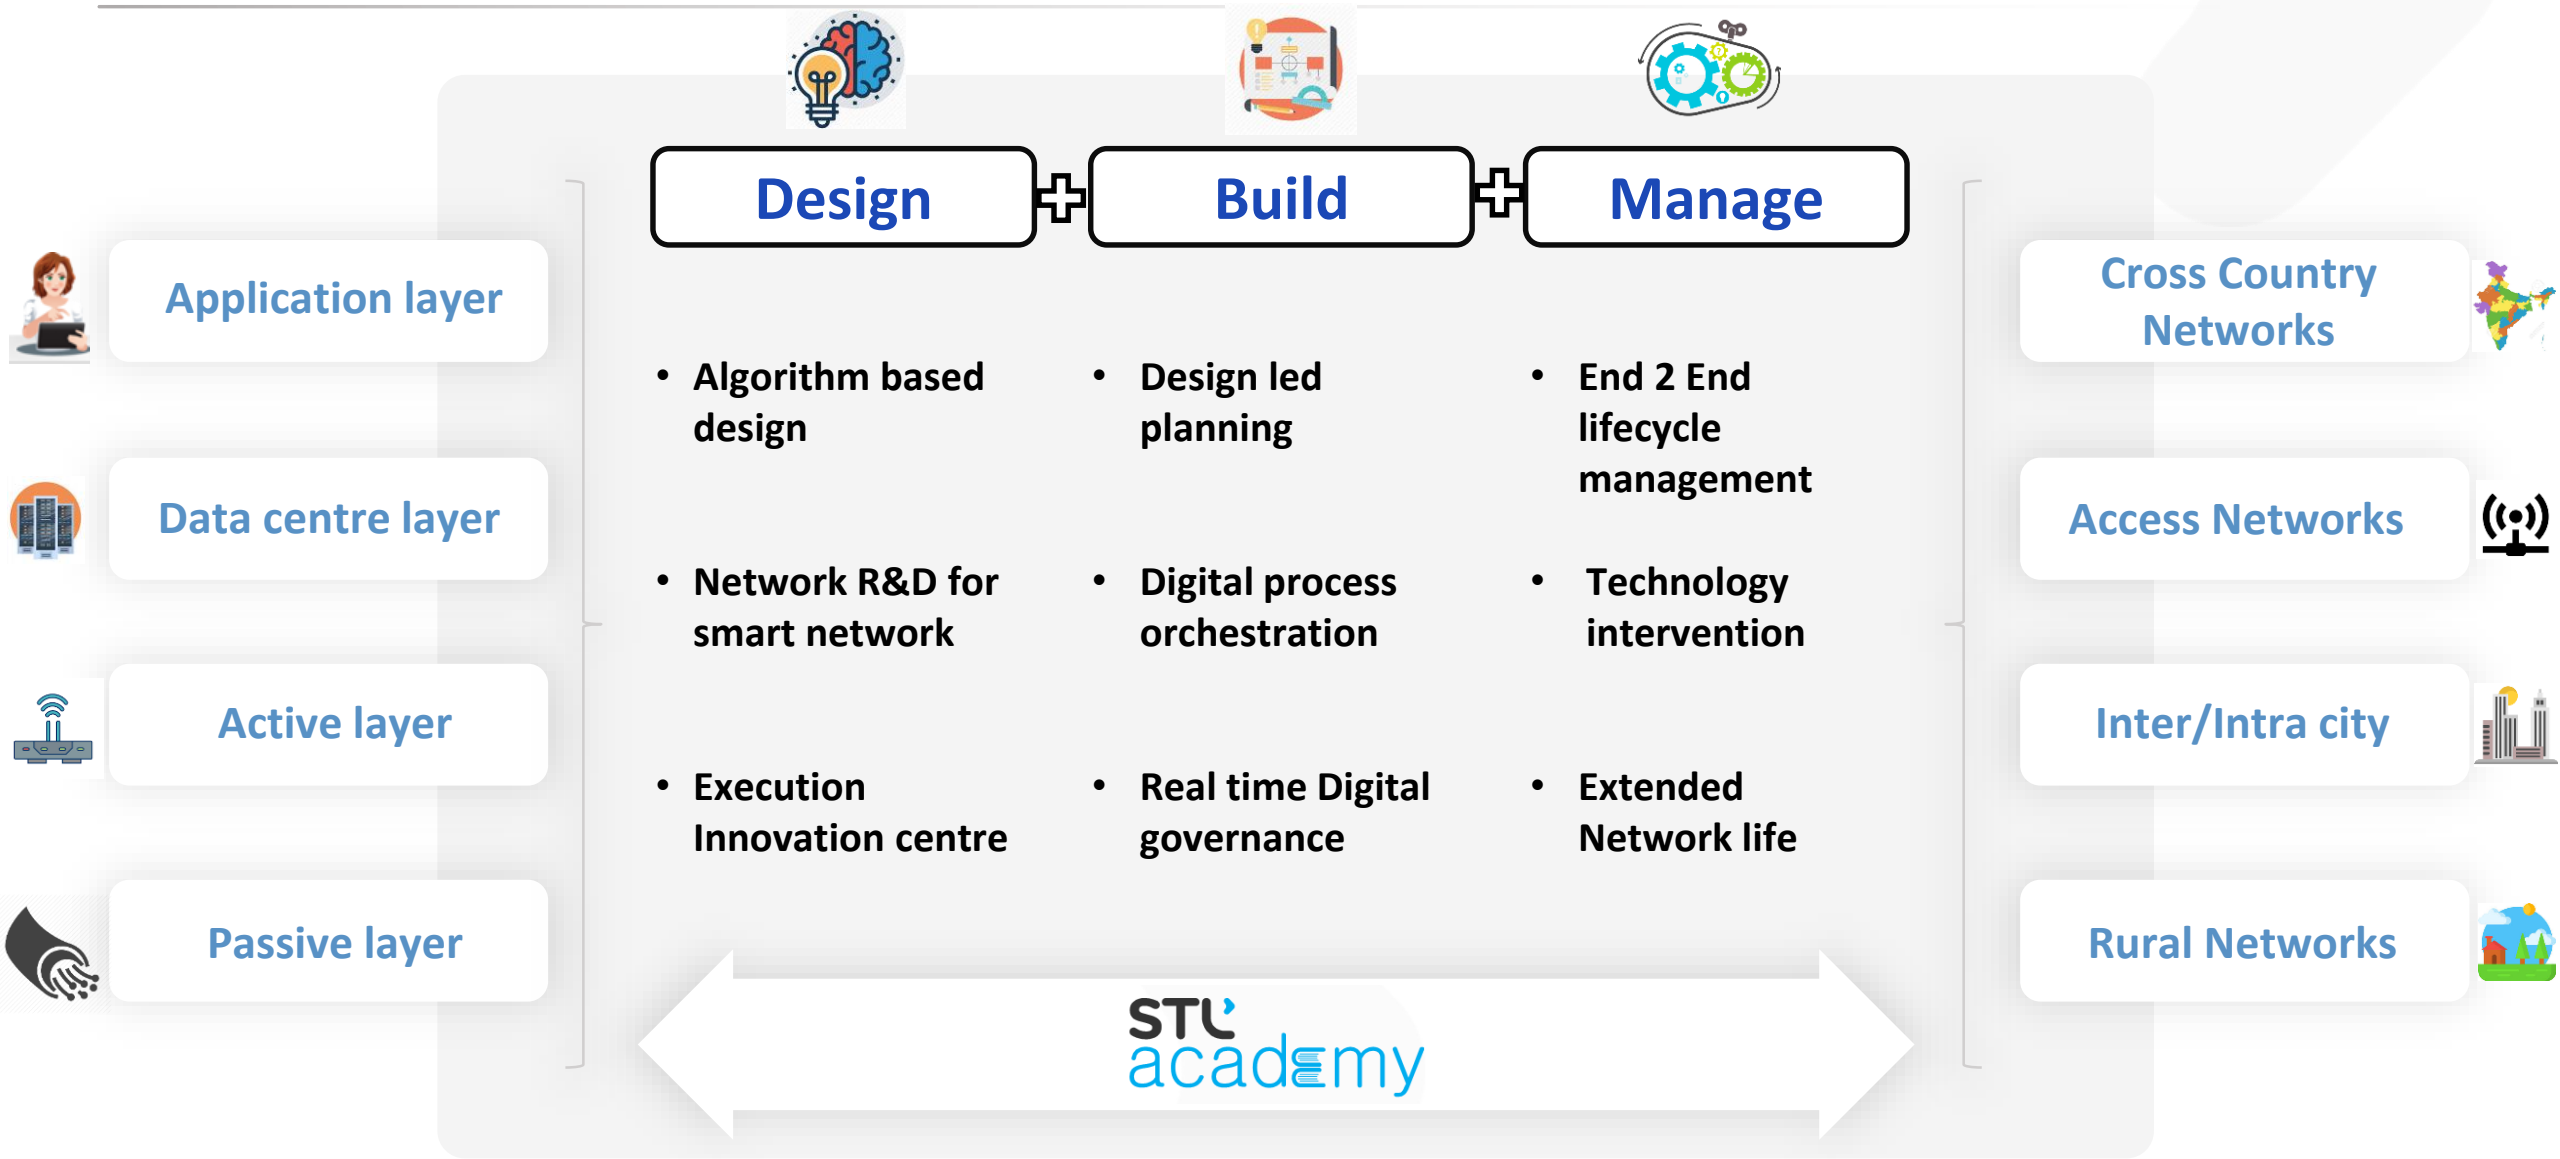 Design
Build
Manage
Application layer
Data centre layer
Active layer
Passive layer
• Algorithm based
design
• Network R&D for
smart network
• Execution
Innovation centre
• Design led
planning
• Digital process
orchestration
• Real time Digital
governance
• End 2 End
lifecycle
management
• Technology
intervention
• Extended
Network life
Cross Country
Networks
Access Networks
Inter/Intra city
Rural Networks
STL
academy